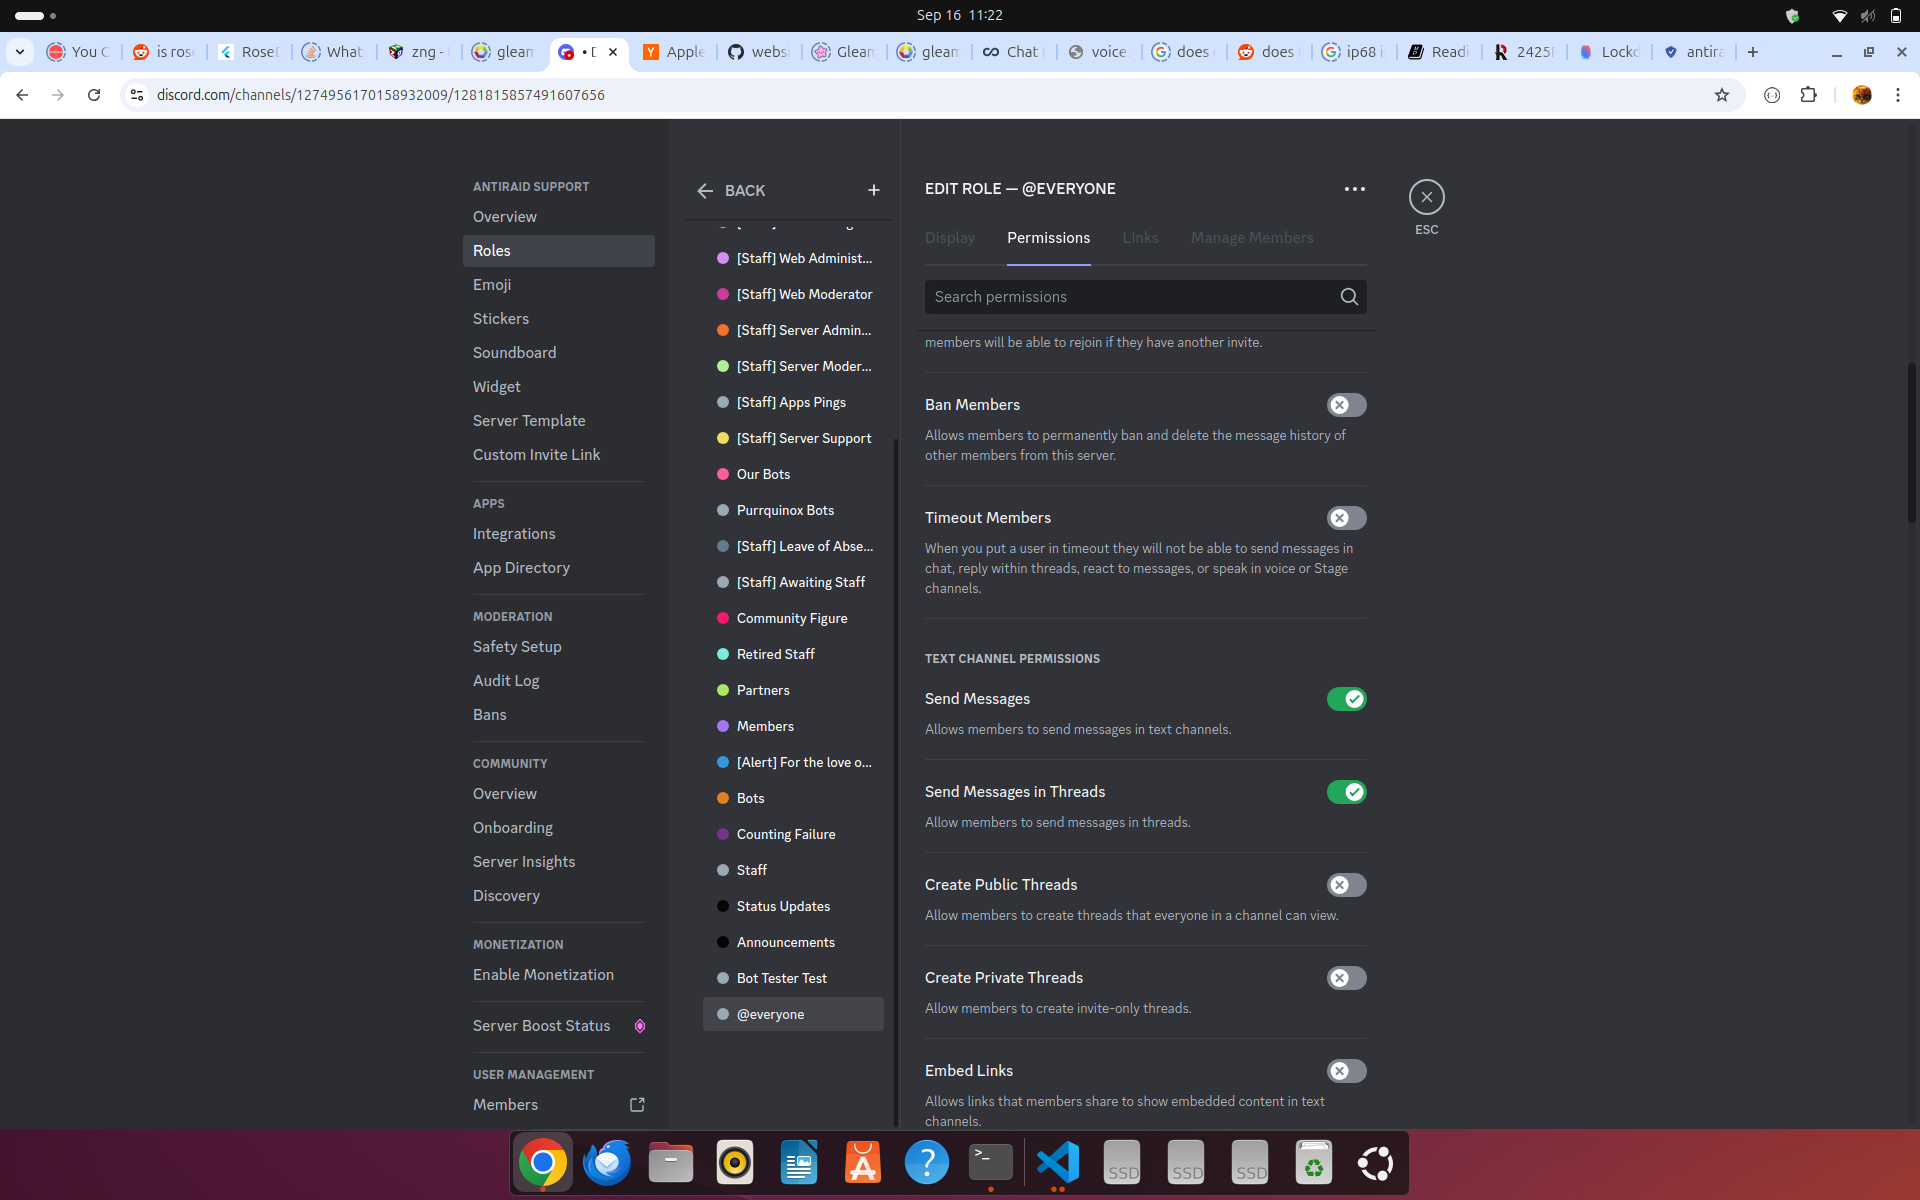 Sep 16 11:22
You C
is ros
RoseD
What
zng -
gleam
• D
Apple
websi
Glean
gleam
Chat
voice.
does
does
ip68 i
Readi
2425f
Lockd
antira
discord.com/channels/1274956170158932009/1281815857491607656
ANTIRAID SUPPORT
Overview
Roles
Emoji
Stickers
Soundboard
Widget
Server Template
Custom Invite Link
APPS
Integrations
App Directory
MODERATION
Safety Setup
Audit Log
Bans
COMMUNITY
Overview
Onboarding
Server Insights
Discovery
MONETIZATION
Enable Monetization
Server Boost Status
USER MANAGEMENT
Members
BACK
[Staff] Web Administ...
[Staff] Web Moderator
[Staff] Server Admin...
[Staff] Server Moder...
[Staff] Apps Pings
[Staff] Server Support
Our Bots
Purrquinox Bots
[Staff] Leave of Abse...
[Staff] Awaiting Staff
Community Figure
Retired Staff
Partners
Members
[Alert] For the love o...
Bots
Counting Failure
Staff
Status Updates
Announcements
Bot Tester Test
@everyone
EDIT ROLE — @EVERYONE
ESC
Display
Permissions
Links
Manage Members
Search permissions
members will be able to rejoin if they have another invite.
Ban Members
Allows members to permanently ban and delete the message history of
other members from this server.
Timeout Members
When you put a user in timeout they will not be able to send messages in
chat, reply within threads, react to messages, or speak in voice or Stage
channels.
TEXT CHANNEL PERMISSIONS
Send Messages
Allows members to send messages in text channels.
Send Messages in Threads
Allow members to send messages in threads.
Create Public Threads
Allow members to create threads that everyone in a channel can view.
Create Private Threads
Allow members to create invite-only threads.
Embed Links
Allows links that members share to show embedded content in text
channels.
SSD
SSD
SSD